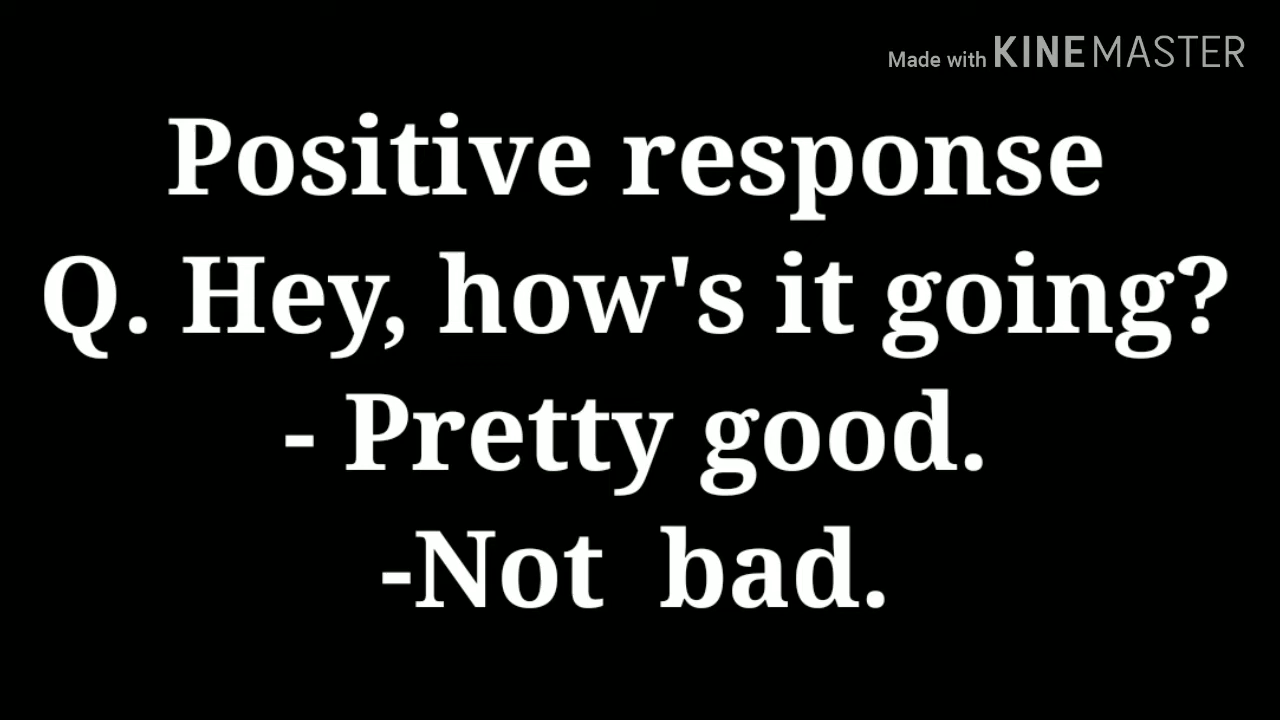 Made with KINEMASTER
Positive response
Q. Hey, how's it going?
- Pretty good.
-Not  bad.